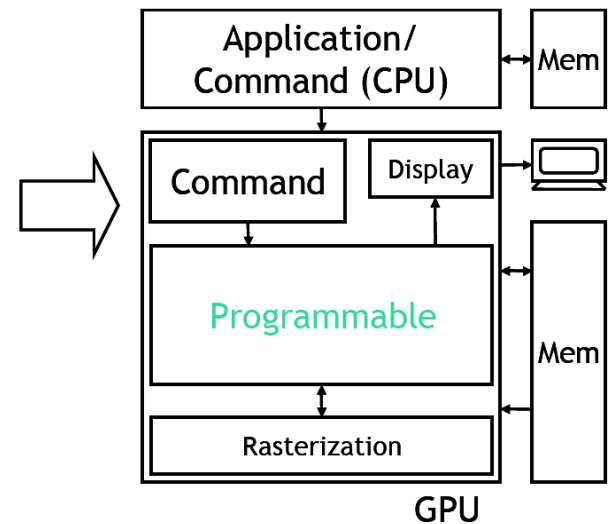 Application/
Command (CPU)
Mem
Command
Display
Programmable
Mem
Rasterization
GPU